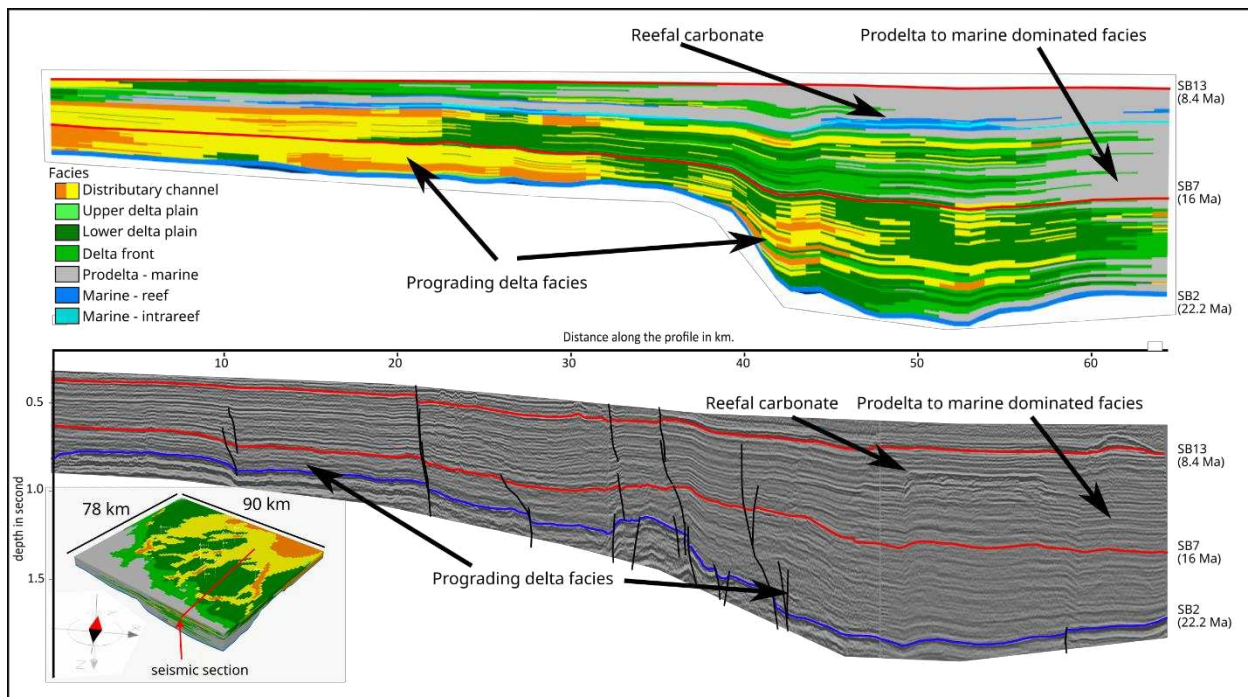 Reefal carbonate
Prodelta to marine dominated facies
SB13
(8.4 Ma)
SB7
(16 Ma)
SB2
(22.2 Ma)
Facies
Distributary channel
Upper delta plain
Lower delta plain
Delta front
Prodelta - marine
Marine - reef
Marine - intrareef
Prograding delta facies
Distance along the profile in km.
10 20 30 40 50 60
depth in second
0.5
1.0
1.5
Reefal carbonate
Prodelta to marine dominated facies
SB13
(8.4 Ma)
SB7
(16 Ma)
SB2
(22.2 Ma)
Prograding delta facies
78 km
90 km
seismic section